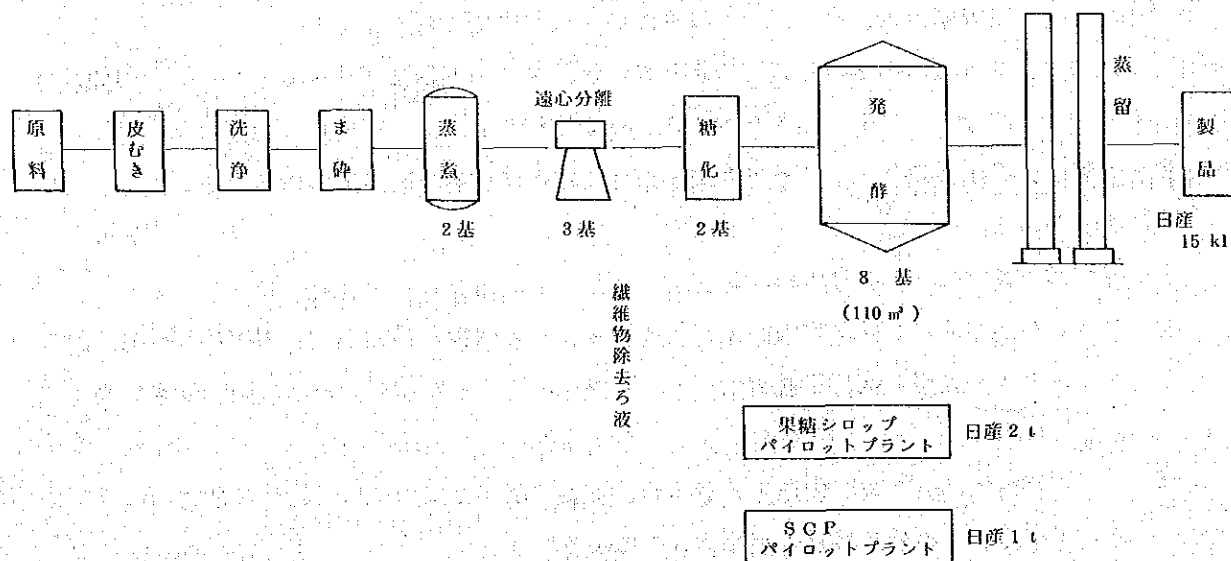 原料
皮むき
洗浄
ま砕
蒸煮
2基
遠心分離
3基
繊維物除去ろ液
糖化
2基
発酵
8基
(110 m³)
蒸留
製品
日産
15 kl
果糖シロップ
パイロットプラント
日産2t
SCP
パイロットプラント
日産1t